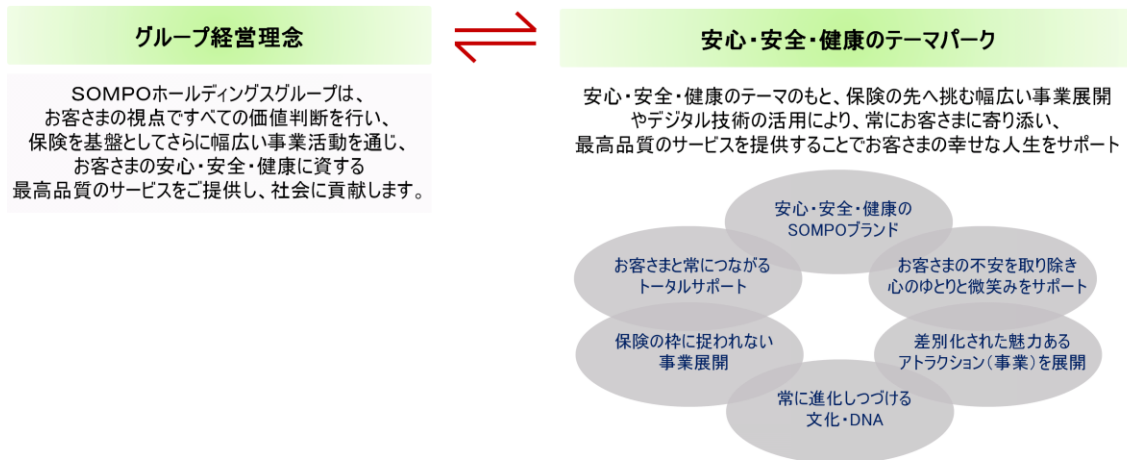 グループ経営理念
SOMPOホールディングスグループは、
お客さまの視点ですべての価値判断を行い、
保険を基盤としてさらに幅広い事業活動を通じ、
お客さまの安心・安全・健康に資する
最高品質のサービスをご提供し、社会に貢献します。
安心・安全・健康のテーマパーク
安心・安全・健康のテーマのもと、保険の先へ挑む幅広い事業展開
やデジタル技術の活用により、常にお客さまに寄り添い、
最高品質のサービスを提供することでお客さまの幸せな人生をサポート
安心・安全・健康の
SOMPOブランド
お客さまと常につながる
トータルサポート
お客さまの不安を取り除き
心のゆとりと微笑みをサポート
保険の枠に捉われない
事業展開
差別化された魅力ある
アトラクション（事業）を展開
常に進化しつづける
文化・DNA